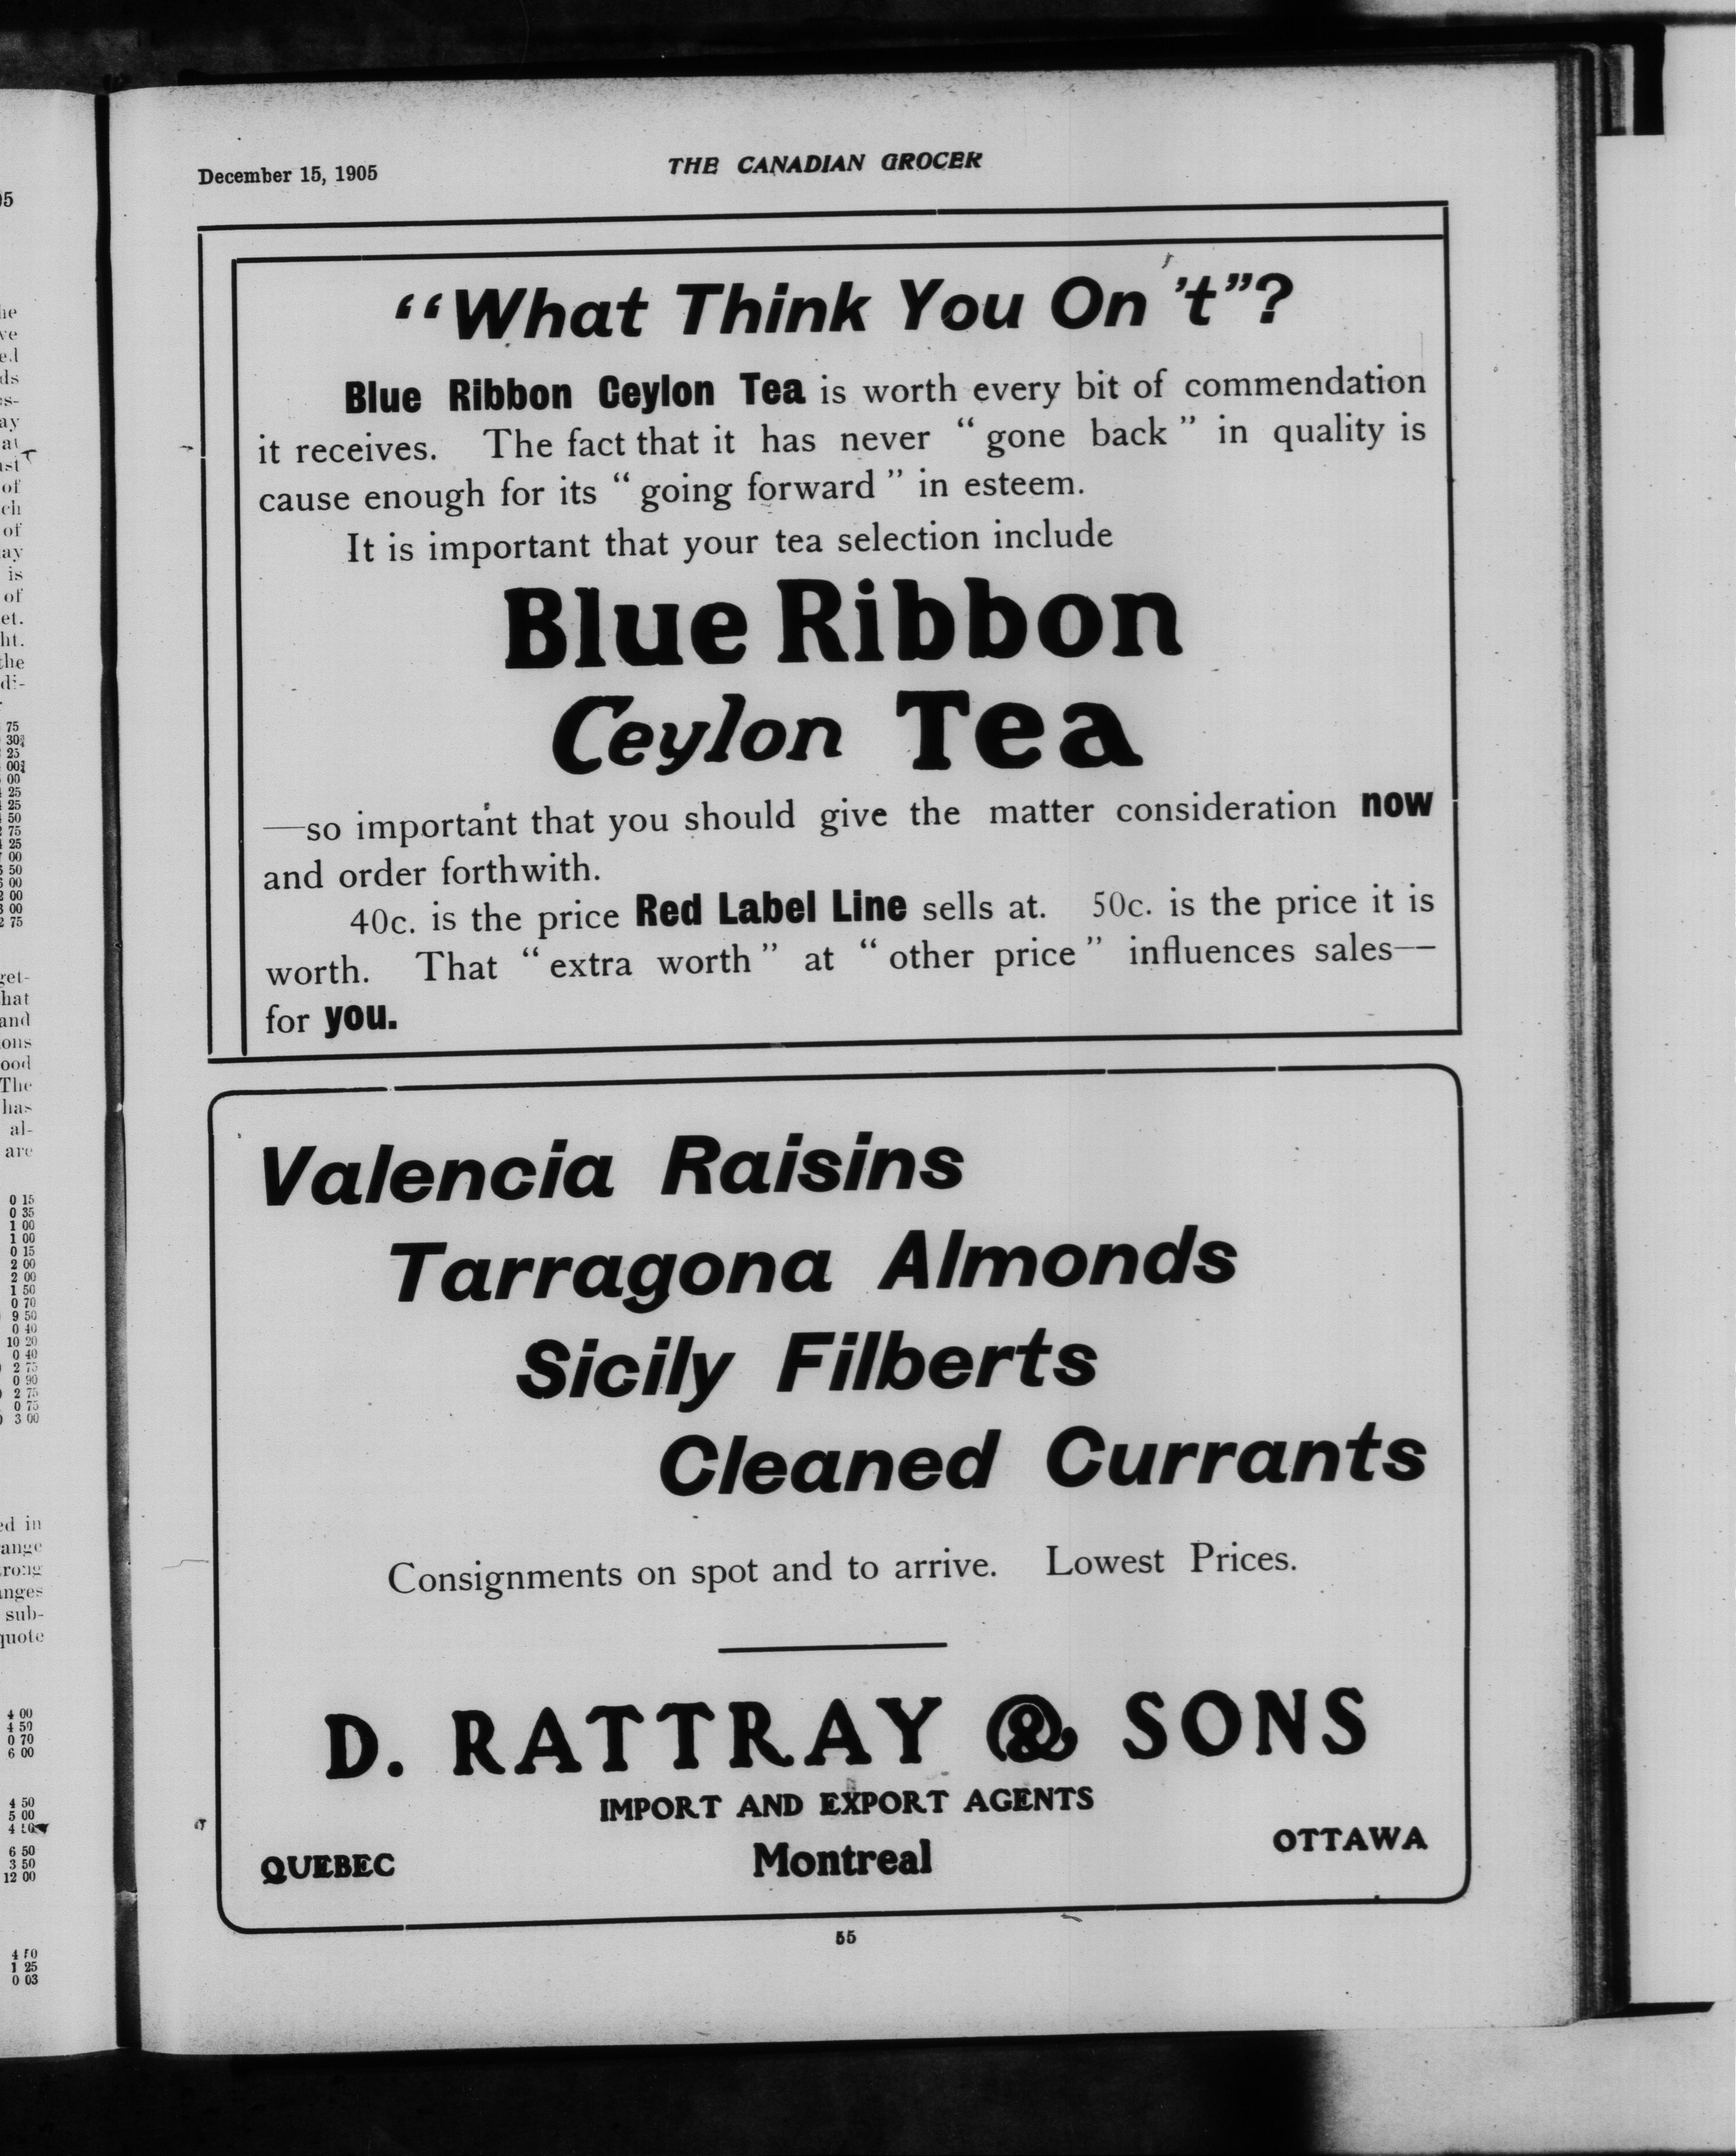 December 15, 1905
THE CANADIAN GROCER
“What Think You On 't”?
Blue Ribbon Ceylon Tea is worth every bit of commendation
it receives. The fact that it has never “gone back” in quality is
cause enough for its “going forward” in esteem.
It is important that your tea selection include
Blue Ribbon
Ceylon Tea
—so important that you should give the matter consideration now
and order forthwith.
40c. is the price Red Label Line sells at. 50c. is the price it is
worth. That “extra worth” at “other price” influences sales—
for you.
Valencia Raisins
Tarragona Almonds
Sicily Filberts
Cleaned Currants
Consignments on spot and to arrive. Lowest Prices.
D. RATTRAY & SONS
IMPORT AND EXPORT AGENTS
QUEBEC Montreal OTTAWA
55